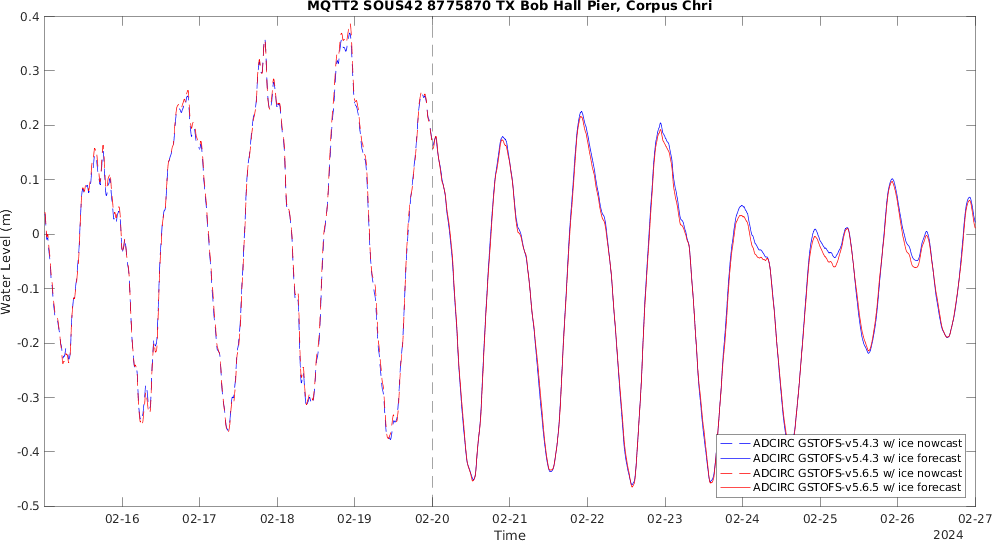 MQTT2 SOUS42 8775870 TX Bob Hall Pier, Corpus Chri
0.4
0.3
0.2
0.1
0
-0.1
-0.2
-0.3
-0.4
-0.5
Water Level (m)
ADCIRC GSTOFS-v5.4.3 w/ ice nowcast
ADCIRC GSTOFS-v5.4.3 w/ ice forecast
ADCIRC GSTOFS-v5.6.5 w/ ice nowcast
ADCIRC GSTOFS-v5.6.5 w/ ice forecast
02-16 02-17 02-18 02-19 02-20 02-21 02-22 02-23 02-24 02-25 02-26 02-27
Time
2024